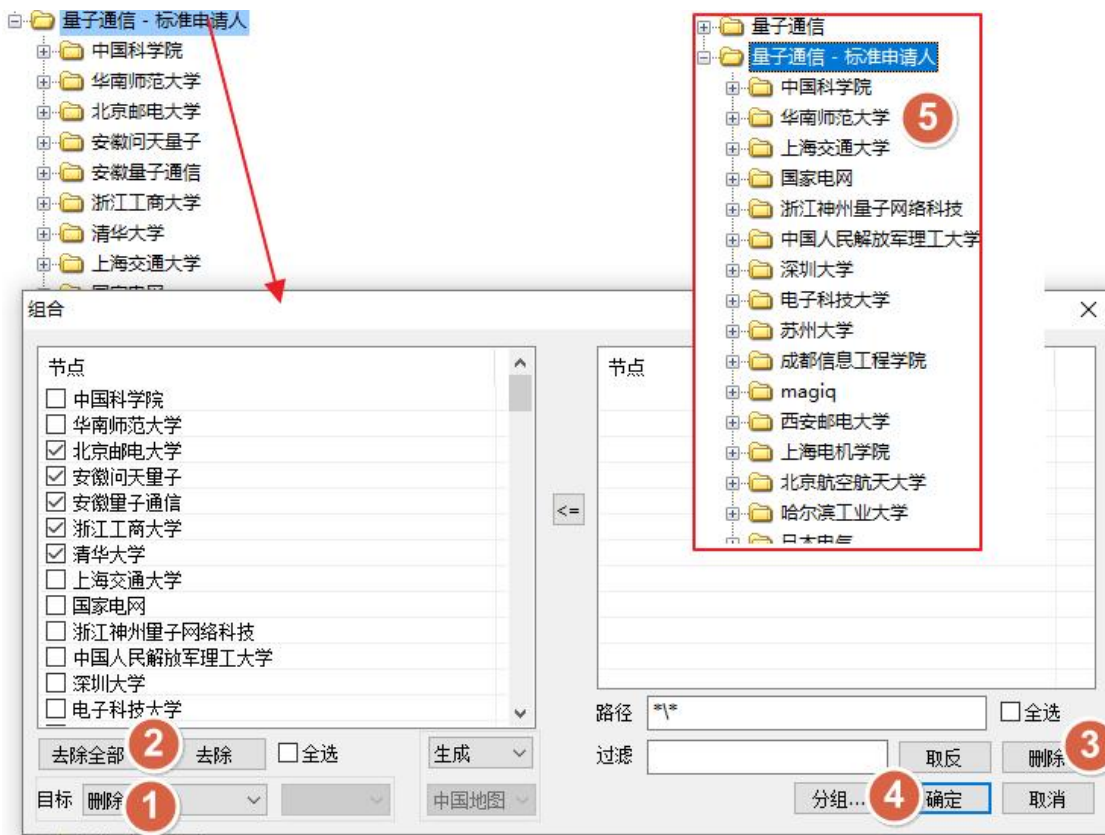 量子通信 - 标准申请人
中国科学院
华南师范大学
北京邮电大学
安徽问天量子
安徽量子通信
浙江工商大学
清华大学
上海交通大学
量子通信
量子通信 - 标准申请人
中国科学院
华南师范大学
5
上海交通大学
国家电网
浙江神州量子网络科技
中国人民解放军理工大学
深圳大学
电子科技大学
苏州大学
成都信息工程学院
magiq
西安邮电大学
上海电机学院
北京航空航天大学
哈尔滨工业大学
日本电气
组合
节点
中国科学院
华南师范大学
北京邮电大学
安徽问天量子
安徽量子通信
浙江工商大学
清华大学
上海交通大学
国家电网
浙江神州量子网络科技
中国人民解放军理工大学
深圳大学
电子科技大学
<=
节点
去除全部 2 去除 全选 生成
目标 删除 1 中国地图
路径 *\* 全选
过滤 取反 删除 3
分组... 4 确定 取消